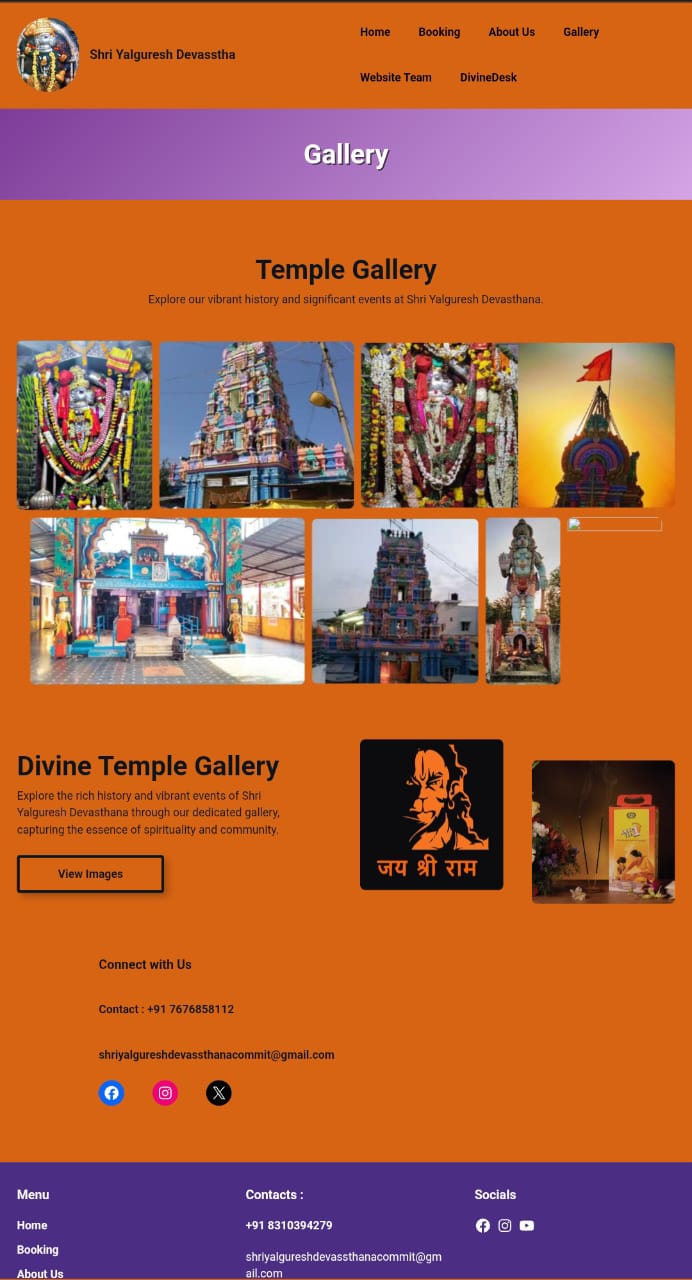 Shri Yalguresh Devasstha
Home Booking About Us Gallery
Website Team DivineDesk
Gallery
Temple Gallery
Explore our vibrant history and significant events at Shri Yalguresh Devasthana.
Divine Temple Gallery
Explore the rich history and vibrant events of Shri
Yalguresh Devasthana through our dedicated gallery,
capturing the essence of spirituality and community.
View Images
जय श्री राम
Connect with Us
Contact : +91 7676858112
shriyalgureshdevassthanacommit@gmail.com
Menu
Home
Booking
About Us
Contacts :
+91 8310394279
shriyalgureshdevassthanacommit@gm
ail.com
Socials